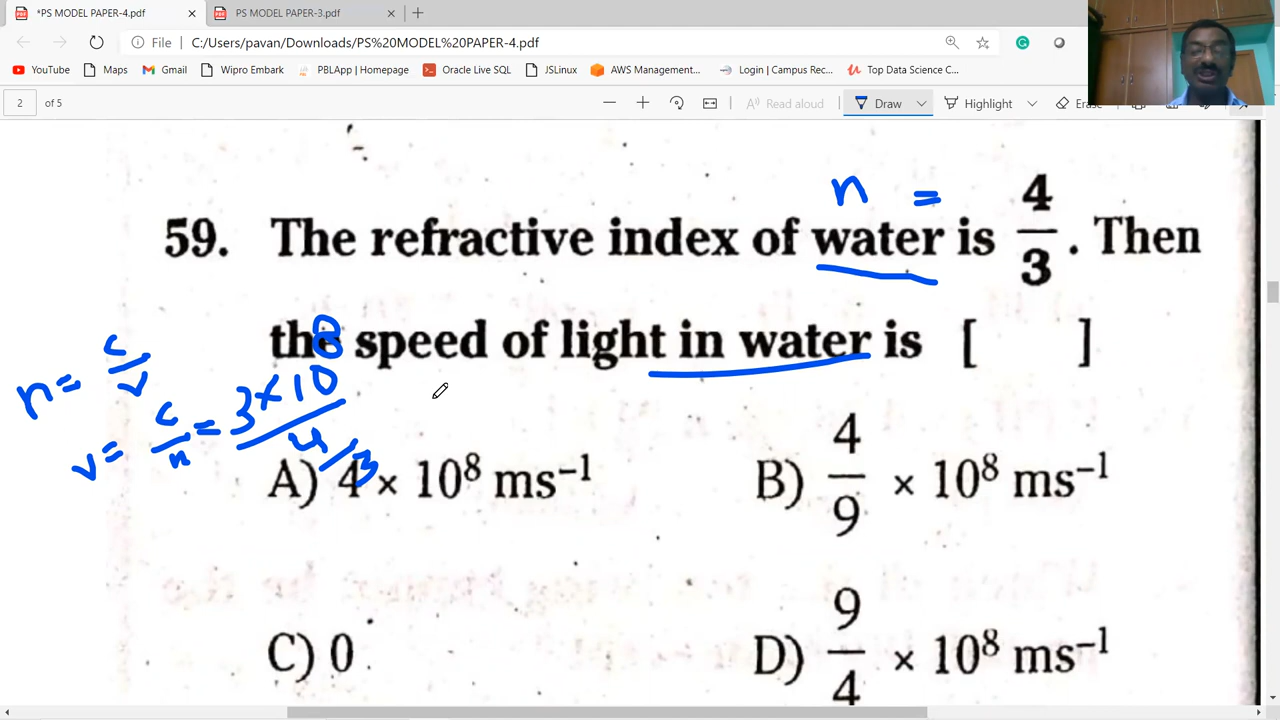 *PS MODEL PAPER-4.pdf
PS MODEL PAPER-3.pdf
File
C:/Users/pavan/Downloads/PS%20MODEL%20PAPER-4.pdf
YouTube
Maps
Gmail
Wipro Embark
PBLApp | Homepage
Oracle Live SQL
JSLinux
AWS Management...
Login | Campus Rec...
Top Data Science C...
2
of 5
Read aloud
Draw
Highlight
n = 4/3
59. The refractive index of water is 4/3. Then
the speed of light in water is [ ]
n = c/v
v = c/n = 3×10⁸ / 4/3
A) 4 × 10⁸ ms⁻¹
B) 4/9 × 10⁸ ms⁻¹
C) 0
D) 9/4 × 10⁸ ms⁻¹